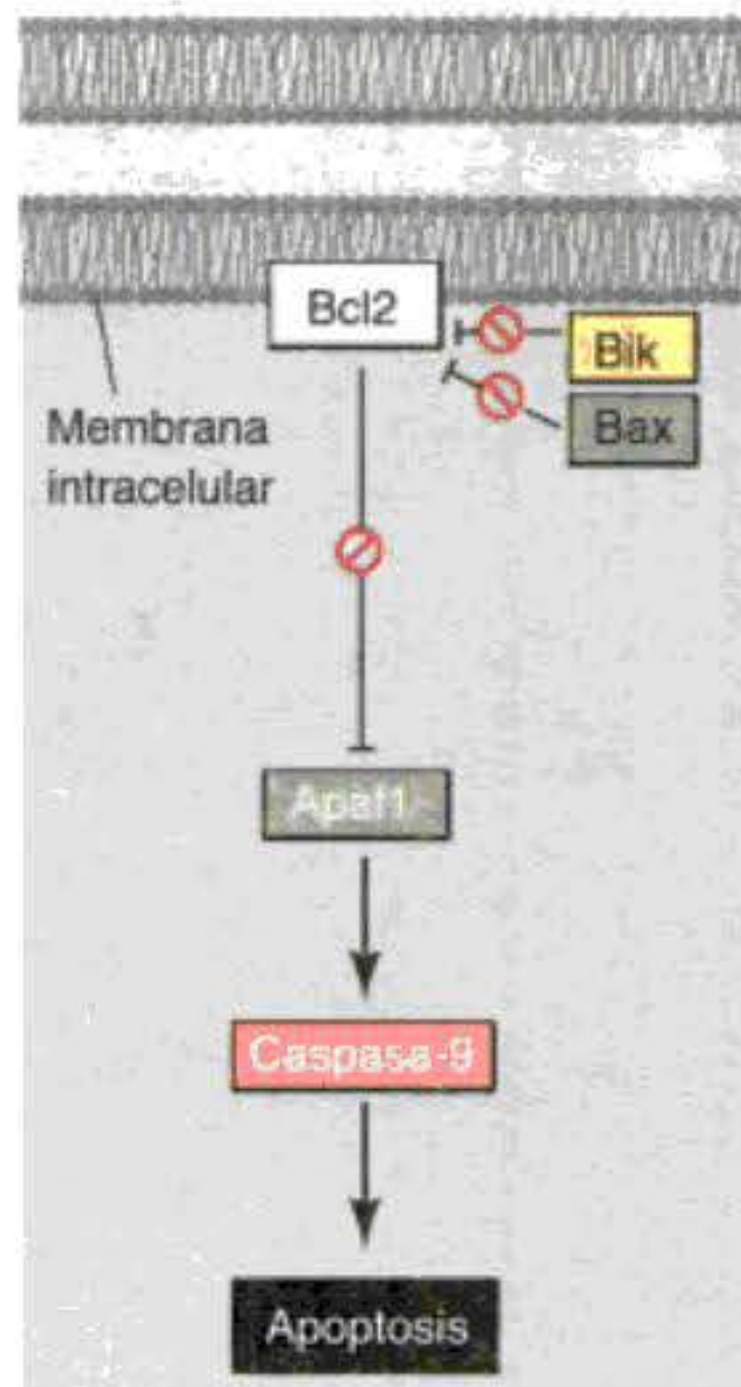 Bcl2
Bik
Bax
Membrana
intracelular
Apaf1
Caspasa-9
Apoptosis